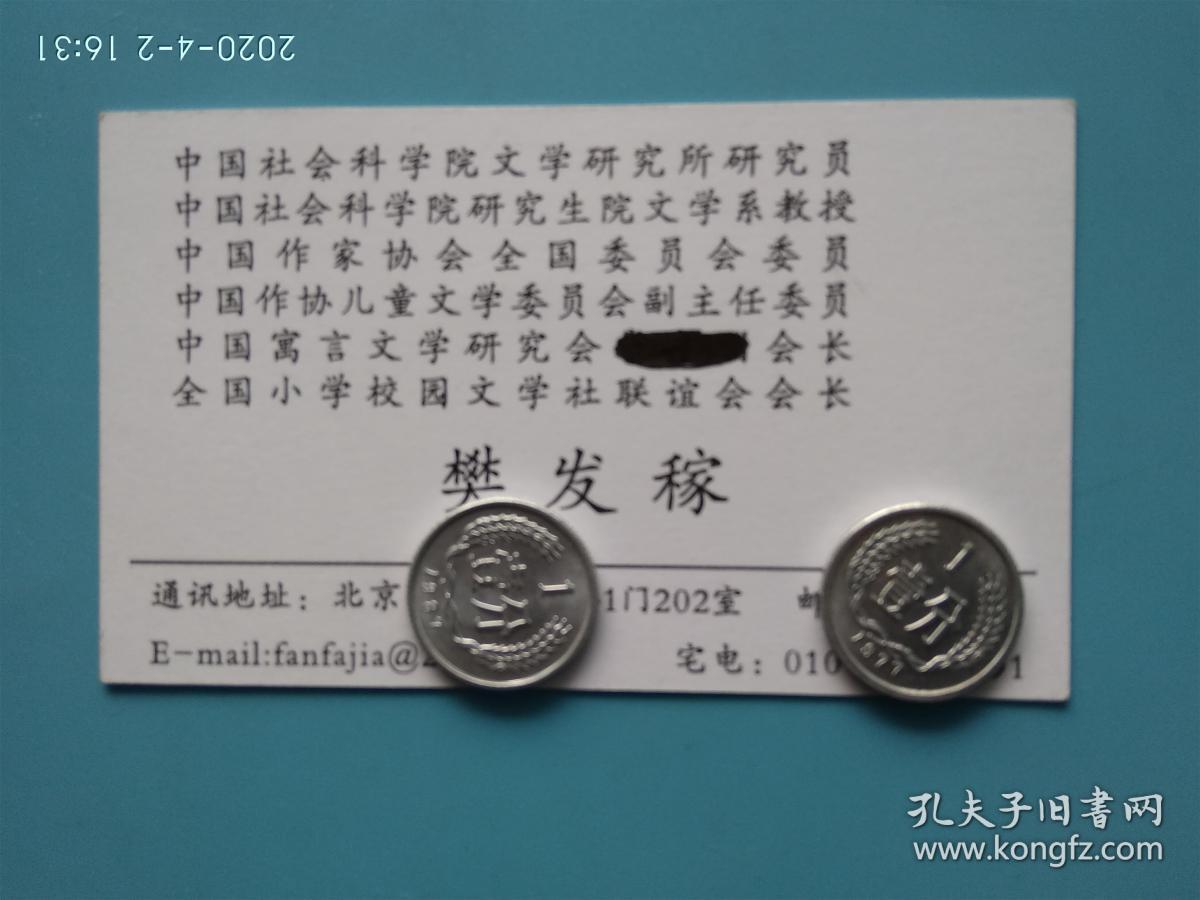 2020-4-2 16:31
中国社会科学院文学研究所研究员
中国社会科学院研究生院文学系教授
中国作家协会全国委员会委员
中国作协儿童文学委员会副主任委员
中国寓言文学研究会 会长
全国小学校园文学社联谊会会长
樊发稼
通讯地址：北京 1门202室 邮
E-mail:fanfajia@ 宅电：010 91
1
壹分
1
壹分
1977
孔夫子旧书网
www.kongfz.com